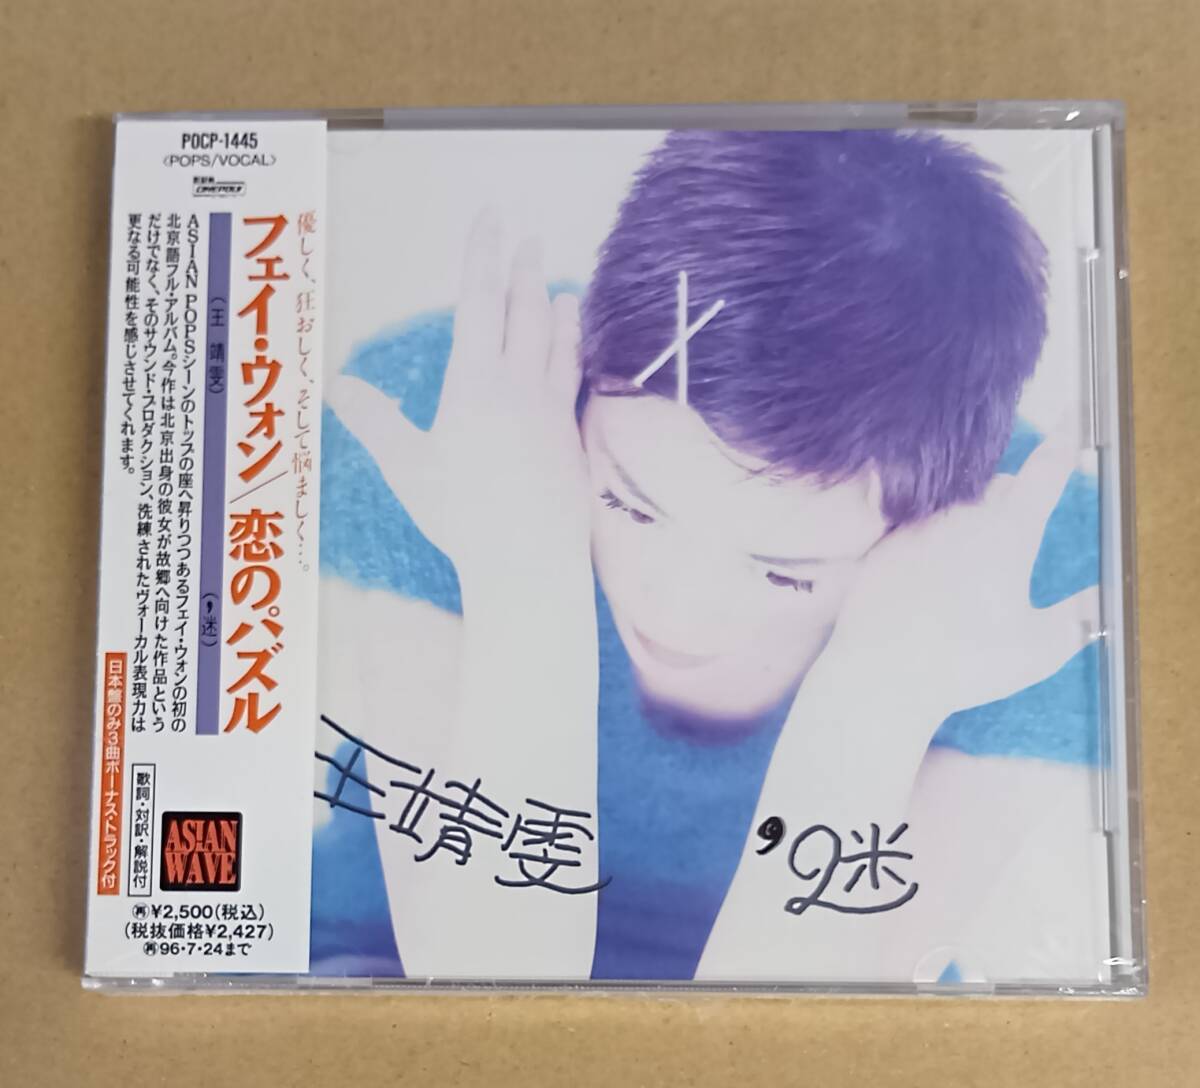 POCP-1445
〈POPS/VOCAL〉
CINEPOLY
優しく、狂おしく、そして悩ましく…。
フェイ・ウォン/恋のパズル
(王 靖雯)
(❜迷)
ASIAN POPSシーンのトップの座へ昇りつつあるフェイ・ウォンの初の
北京語フル・アルバム。今作は北京出身の彼女が故郷へ向けた作品という
だけでなく、そのサウンド・プロダクション、洗練されたヴォーカル表現力は
更なる可能性を感じさせてくれます。
日本盤のみ3曲ボーナス・トラック付
歌詞・対訳・解説付
ASIAN
WAVE
再¥2,500(税込)
(税抜価格¥2,427)
再96・7・24まで
王靖雯
❜迷